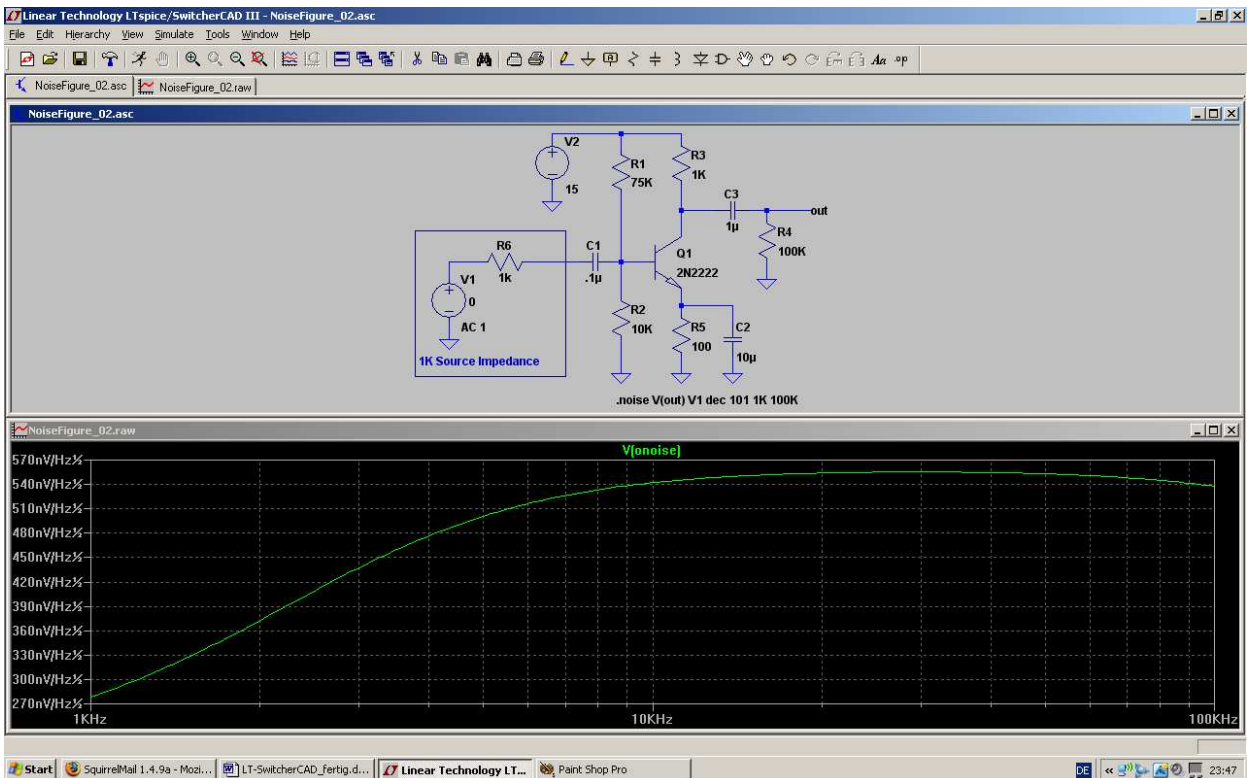 Linear Technology LTspice/SwitcherCAD III - NoiseFigure_02.asc
File Edit Hierarchy View Simulate Tools Window Help
Aa .op
NoiseFigure_02.asc NoiseFigure_02.raw
NoiseFigure_02.asc
V2
15
R1
75K
R3
1K
C3
1µ
out
R4
100K
R6
1k
C1
.1µ
Q1
2N2222
V1
0
AC 1
R2
10K
R5
100
C2
10µ
1K Source Impedance
.noise V(out) V1 dec 101 1K 100K
NoiseFigure_02.raw
V(onoise)
570nV/Hz½
540nV/Hz½
510nV/Hz½
480nV/Hz½
450nV/Hz½
420nV/Hz½
390nV/Hz½
360nV/Hz½
330nV/Hz½
300nV/Hz½
270nV/Hz½
1KHz 10KHz 100KHz
Start SquirrelMail 1.4.9a - Mozi... LT-SwitcherCAD_fertig.d... Linear Technology LT... Paint Shop Pro DE « 23:47